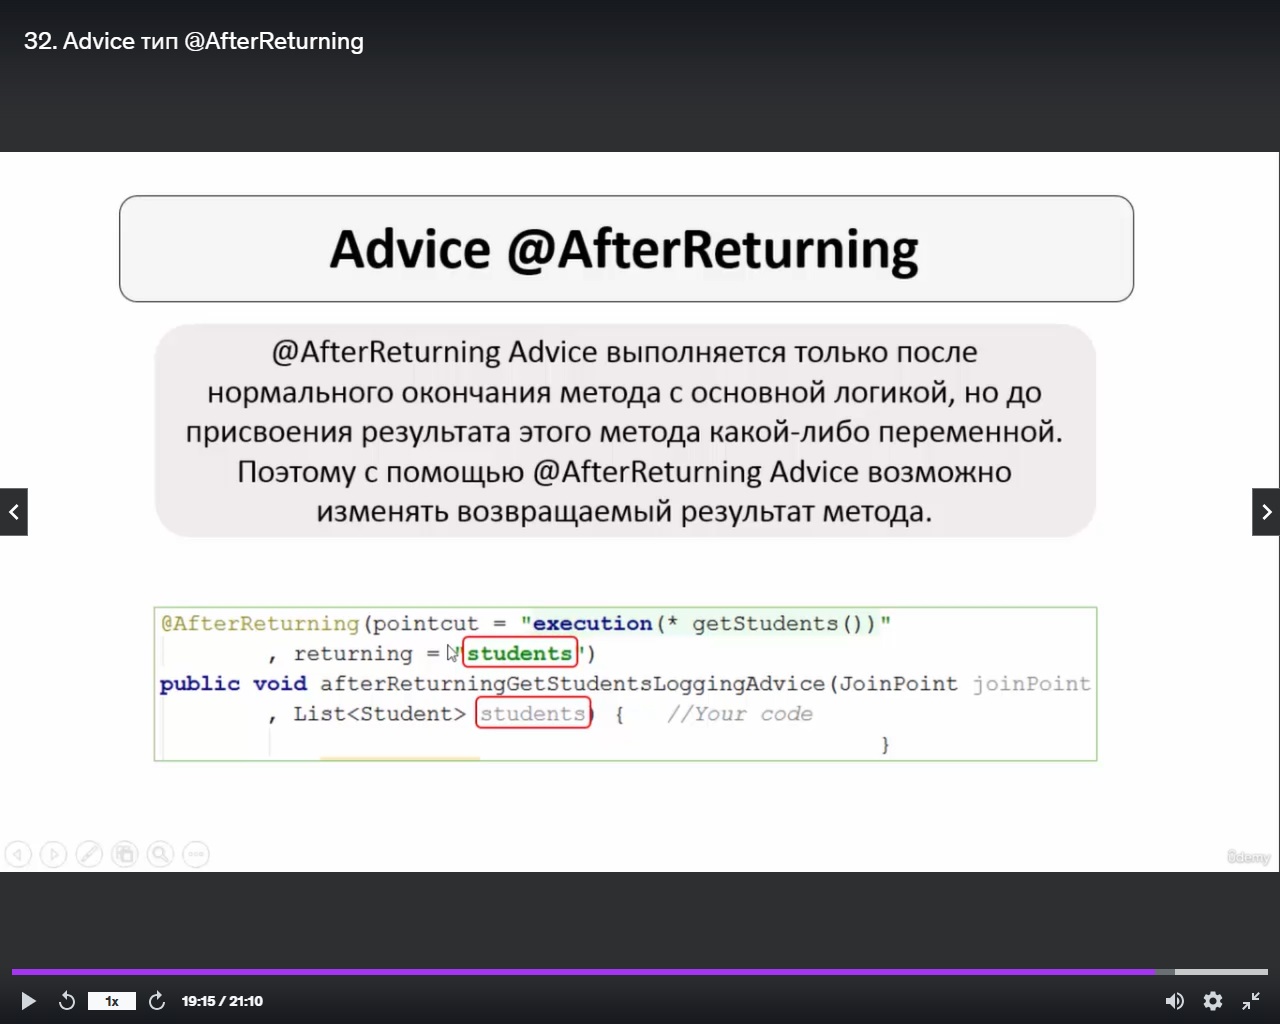 32. Advice тип @AfterReturning
Advice @AfterReturning
@AfterReturning Advice выполняется только после
нормального окончания метода с основной логикой, но до
присвоения результата этого метода какой-либо переменной.
Поэтому с помощью @AfterReturning Advice возможно
изменять возвращаемый результат метода.
@AfterReturning(pointcut = "execution(* getStudents())"
, returning = "students")
public void afterReturningGetStudentsLoggingAdvice(JoinPoint joinPoint
, List<Student> students) { //Your code
}
ûdemy
1x 19:15 / 21:10